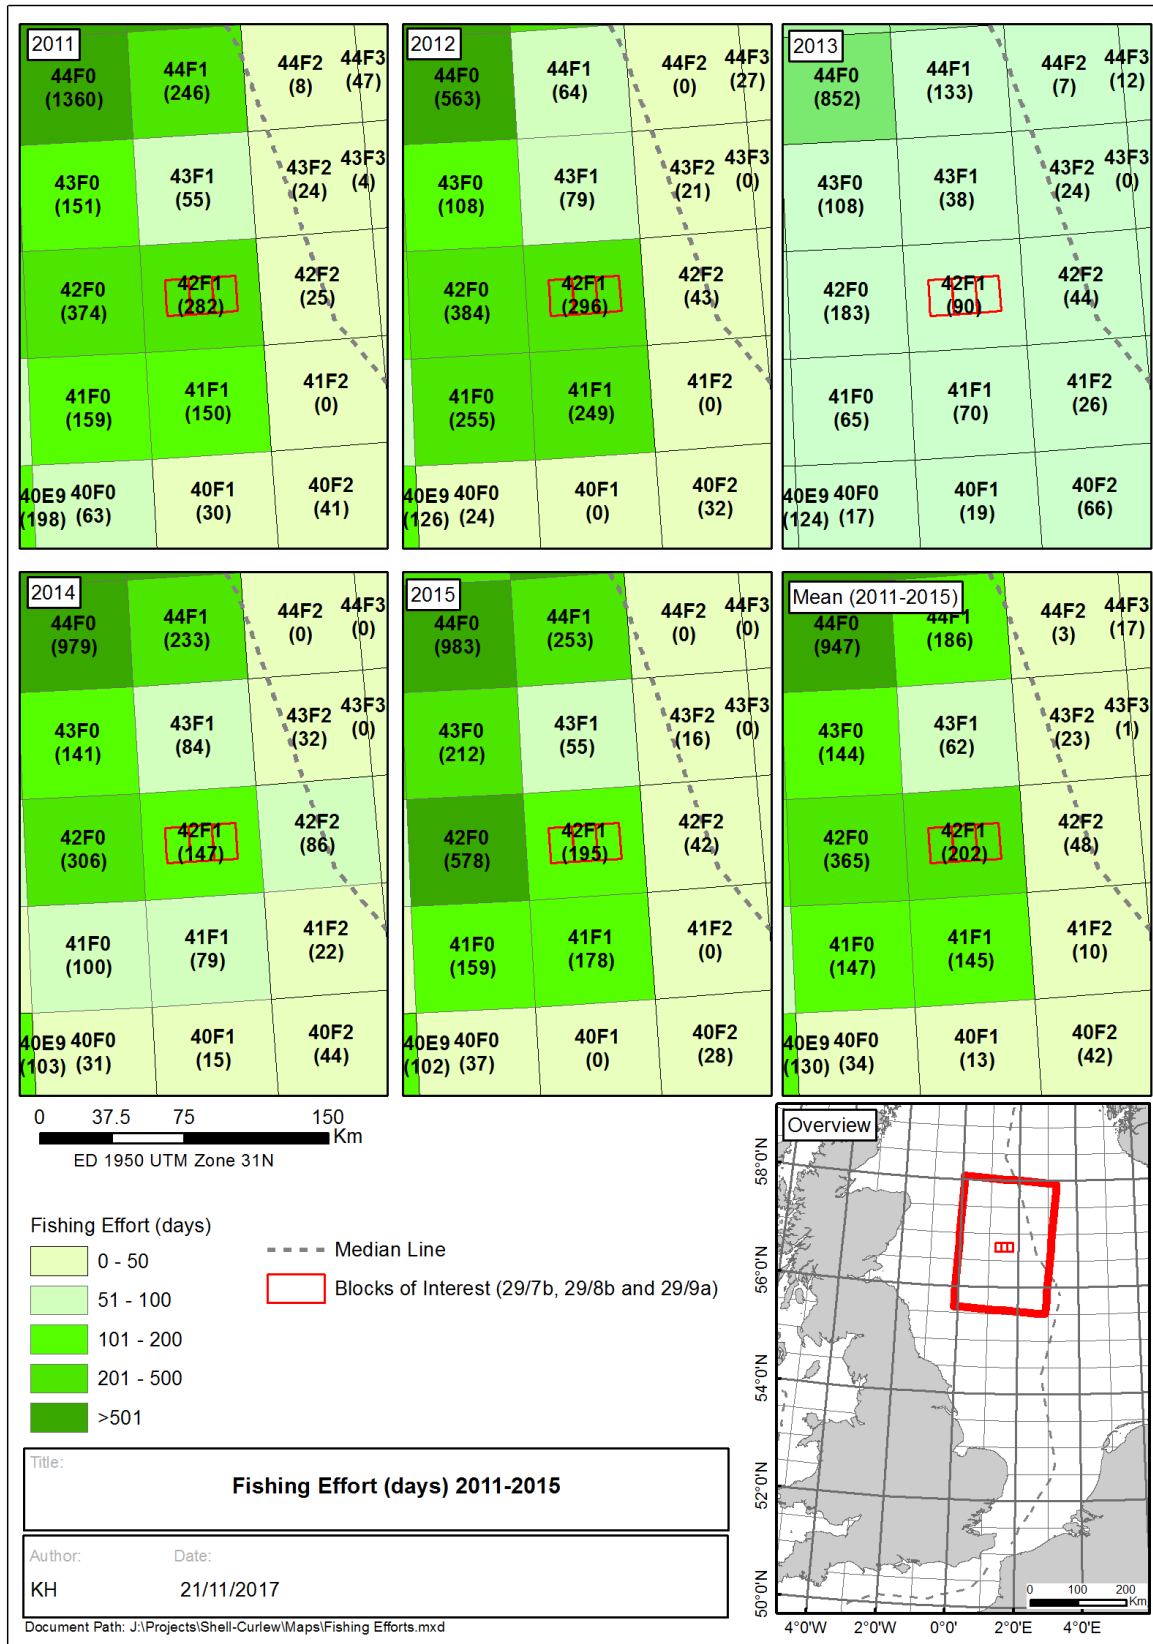 2011
44F0
(1360)
44F1
(246)
44F2
(8)
44F3
(47)
43F0
(151)
43F1
(55)
43F2
(24)
43F3
(4)
42F0
(374)
42F1
(282)
42F2
(25)
41F0
(159)
41F1
(150)
41F2
(0)
40E9
(198)
40F0
(63)
40F1
(30)
40F2
(41)
2012
44F0
(563)
44F1
(64)
44F2
(0)
44F3
(27)
43F0
(108)
43F1
(79)
43F2
(21)
43F3
(0)
42F0
(384)
42F1
(296)
42F2
(43)
41F0
(255)
41F1
(249)
41F2
(0)
40E9
(126)
40F0
(24)
40F1
(0)
40F2
(32)
2013
44F0
(852)
44F1
(133)
44F2
(7)
44F3
(12)
43F0
(108)
43F1
(38)
43F2
(24)
43F3
(0)
42F0
(183)
42F1
(90)
42F2
(44)
41F0
(65)
41F1
(70)
41F2
(26)
40E9
(124)
40F0
(17)
40F1
(19)
40F2
(66)
2014
44F0
(979)
44F1
(233)
44F2
(0)
44F3
(0)
43F0
(141)
43F1
(84)
43F2
(32)
43F3
(0)
42F0
(306)
42F1
(147)
42F2
(86)
41F0
(100)
41F1
(79)
41F2
(22)
40E9
(103)
40F0
(31)
40F1
(15)
40F2
(44)
2015
44F0
(983)
44F1
(253)
44F2
(0)
44F3
(0)
43F0
(212)
43F1
(55)
43F2
(16)
43F3
(0)
42F0
(578)
42F1
(195)
42F2
(42)
41F0
(159)
41F1
(178)
41F2
(0)
40E9
(102)
40F0
(37)
40F1
(0)
40F2
(28)
Mean (2011-2015)
44F0
(947)
44F1
(186)
44F2
(3)
44F3
(17)
43F0
(144)
43F1
(62)
43F2
(23)
43F3
(1)
42F0
(365)
42F1
(202)
42F2
(48)
41F0
(147)
41F1
(145)
41F2
(10)
40E9
(130)
40F0
(34)
40F1
(13)
40F2
(42)
0 37.5 75 150
Km
ED 1950 UTM Zone 31N
Fishing Effort (days)
0 - 50
51 - 100
101 - 200
201 - 500
>501
Median Line
Blocks of Interest (29/7b, 29/8b and 29/9a)
Overview
58°0'N
56°0'N
54°0'N
52°0'N
50°0'N
0 100 200
Km
4°0'W 2°0'W 0°0' 2°0'E 4°0'E
Title:
Fishing Effort (days) 2011-2015
Author: Date:
KH 21/11/2017
Document Path: J:\Projects\Shell-Curlew\Maps\Fishing Efforts.mxd